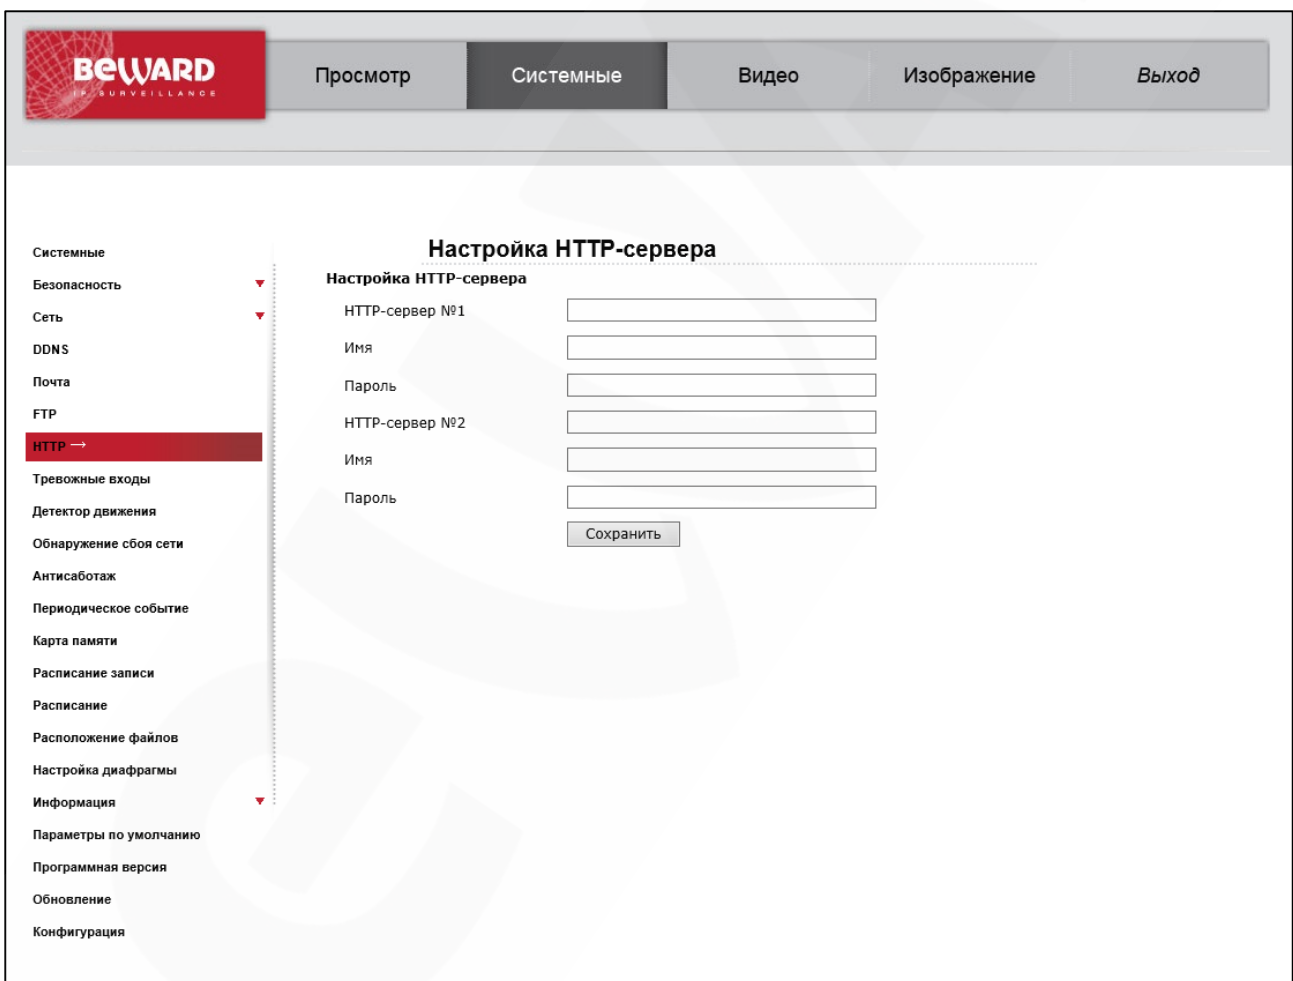 BEWARD
IP SURVEILLANCE
Просмотр
Системные
Видео
Изображение
Выход
Системные
Безопасность
Сеть
DDNS
Почта
FTP
HTTP →
Тревожные входы
Детектор движения
Обнаружение сбоя сети
Антисаботаж
Периодическое событие
Карта памяти
Расписание записи
Расписание
Расположение файлов
Настройка диафрагмы
Информация
Параметры по умолчанию
Программная версия
Обновление
Конфигурация
Настройка HTTP-сервера
Настройка HTTP-сервера
HTTP-сервер №1
Имя
Пароль
HTTP-сервер №2
Имя
Пароль
Сохранить